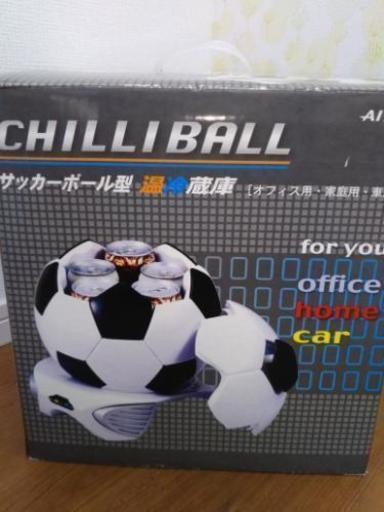 AI
CHILLIBALL
サッカーボール型 温冷蔵庫
[オフィス用・家庭用・車
for you
office
home
car